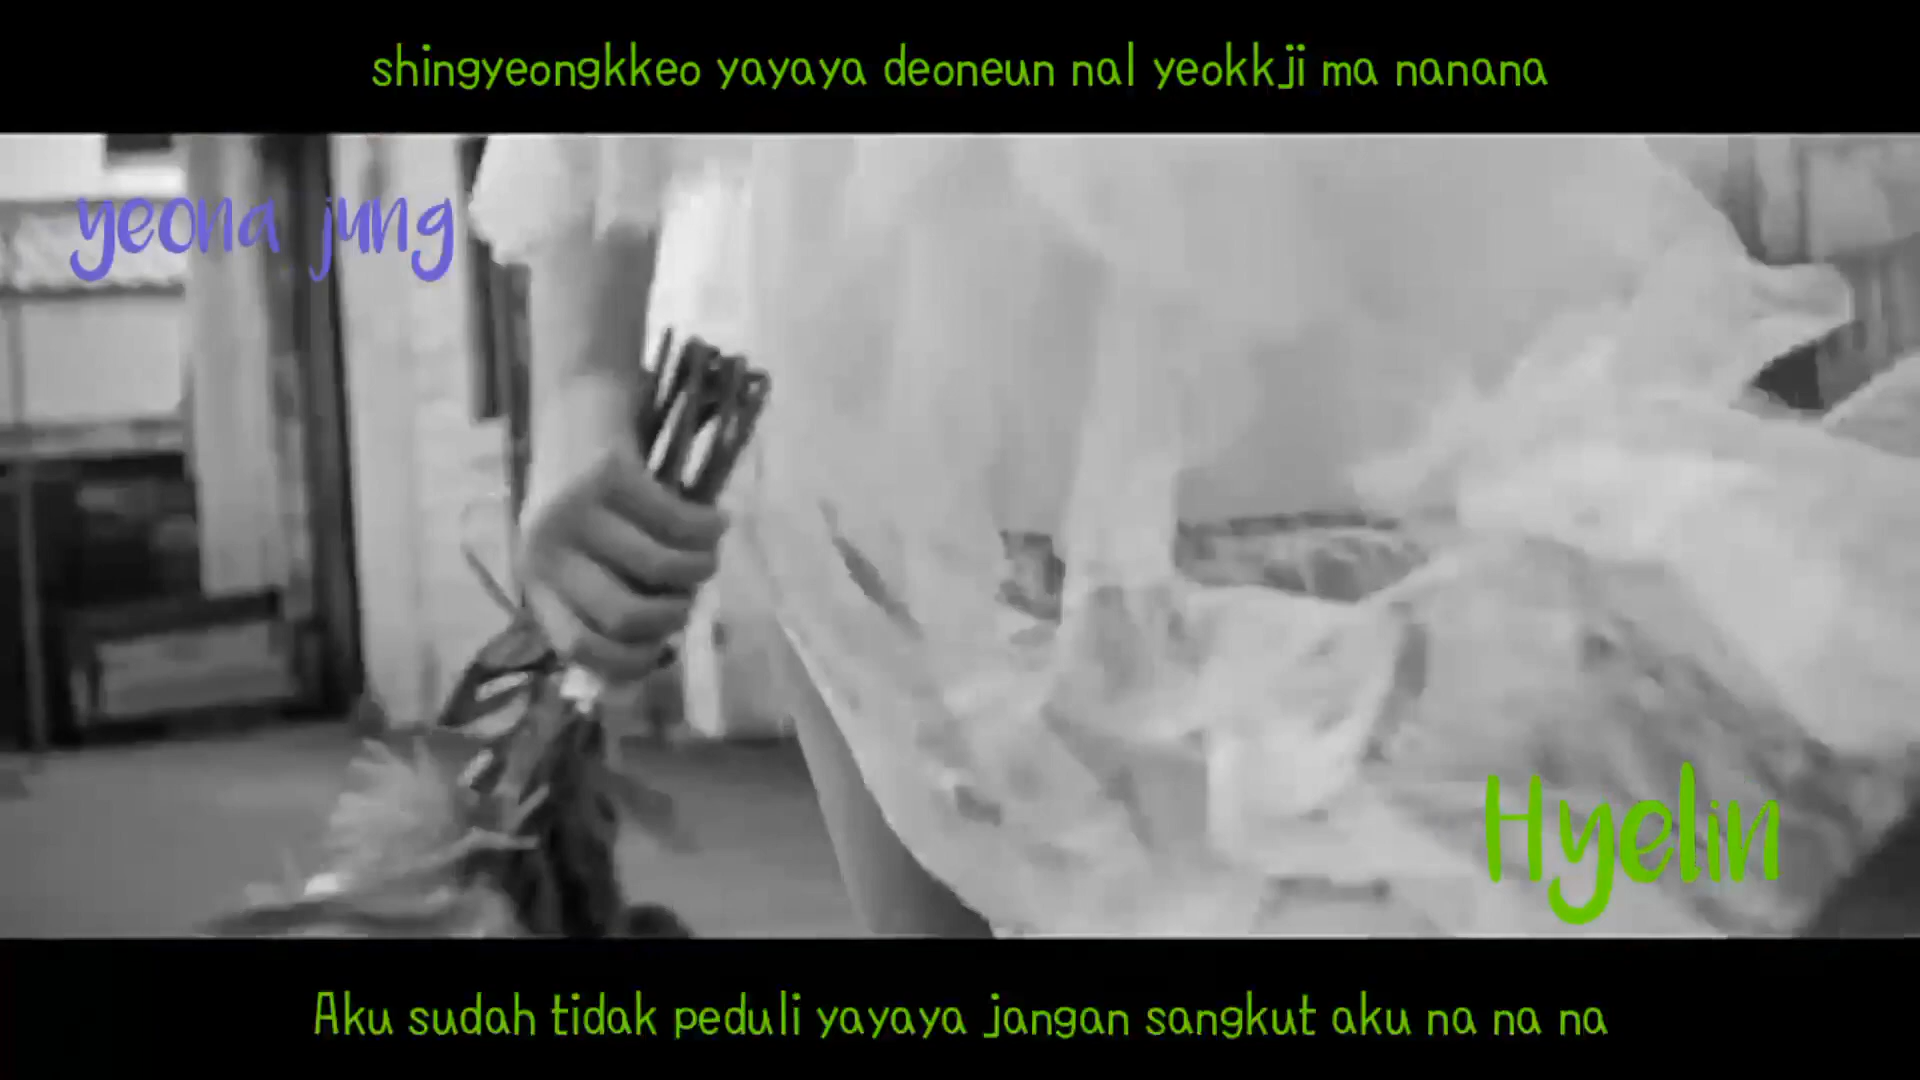 shingyeongkkeo yayaya deoneun nal yeokkji ma nanana
yeona jung
Hyelin
Aku sudah tidak peduli yayaya jangan sangkut aku na na na